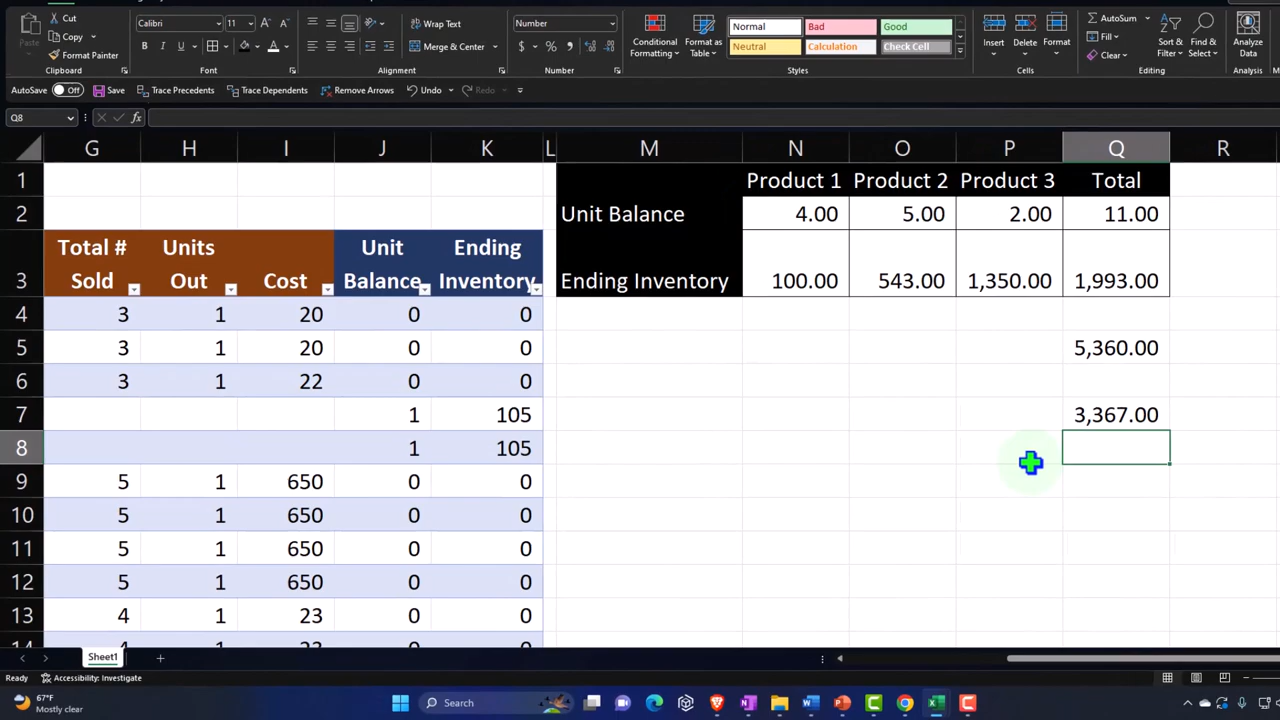 Cut
Copy
Paste
Format Painter
Clipboard
Calibri 11
Font
Wrap Text
Merge & Center
Alignment
Number
$ %
Number
Conditional Formatting
Format as Table
Normal Bad Good
Neutral Calculation Check Cell
Styles
Insert Delete Format
Cells
AutoSum
Fill
Clear
Sort & Filter
Find & Select
Editing
Analyze Data
Analysis
AutoSave Off Save Trace Precedents Trace Dependents Remove Arrows Undo Redo
Q8 fx
G H I J K L M N O P Q R
1 Product 1 Product 2 Product 3 Total
2 Unit Balance 4.00 5.00 2.00 11.00
Total # Units Unit Ending
3 Sold Out Cost Balance Inventory Ending Inventory 100.00 543.00 1,350.00 1,993.00
4 3 1 20 0 0
5 3 1 20 0 0 5,360.00
6 3 1 22 0 0
7 1 105 3,367.00
8 1 105
9 5 1 650 0 0
10 5 1 650 0 0
11 5 1 650 0 0
12 5 1 650 0 0
13 4 1 23 0 0
14 4 1 23 0 0
Sheet1
Ready Accessibility: Investigate
67°F
Mostly clear
Search